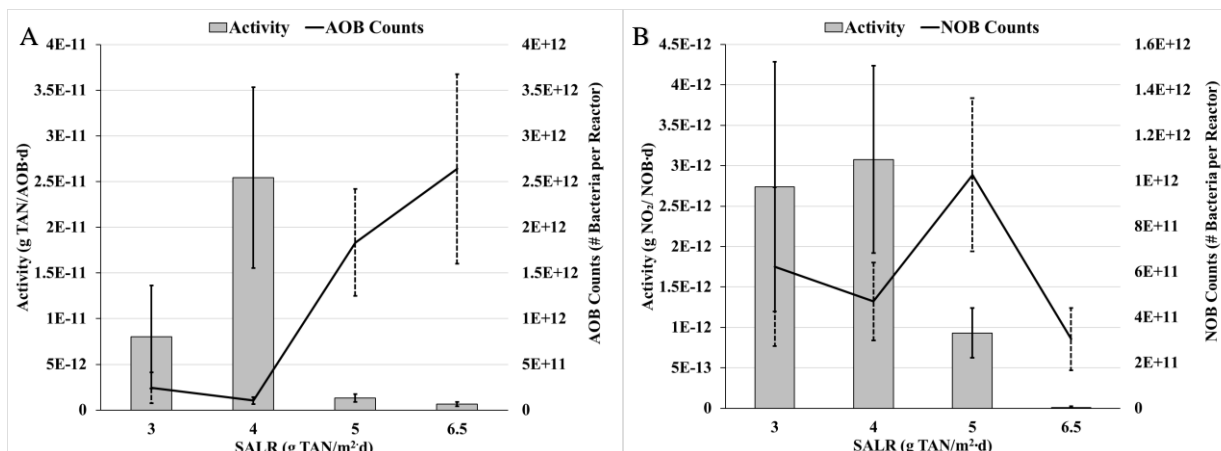 A
Activity AOB Counts
4E-11
3.5E-11
3E-11
2.5E-11
2E-11
1.5E-11
1E-11
5E-12
0
Activity (g TAN/AOB·d)
4E+12
3.5E+12
3E+12
2.5E+12
2E+12
1.5E+12
1E+12
5E+11
0
AOB Counts (# Bacteria per Reactor)
3 4 5 6.5
SALR (g TAN/m²·d)
B
Activity NOB Counts
4.5E-12
4E-12
3.5E-12
3E-12
2.5E-12
2E-12
1.5E-12
1E-12
5E-13
0
Activity (g NO₂/ NOB·d)
1.6E+12
1.4E+12
1.2E+12
1E+12
8E+11
6E+11
4E+11
2E+11
0
NOB Counts (# Bacteria per Reactor)
3 4 5 6.5
SALR (g TAN/m²·d)